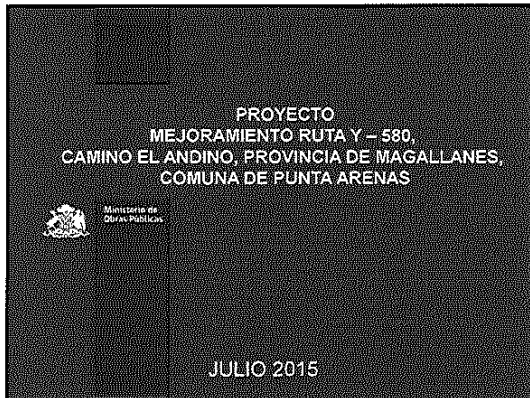 PROYECTO
MEJORAMIENTO RUTA Y – 580,
CAMINO EL ANDINO, PROVINCIA DE MAGALLANES,
COMUNA DE PUNTA ARENAS
Ministerio de
Obras Públicas
JULIO 2015